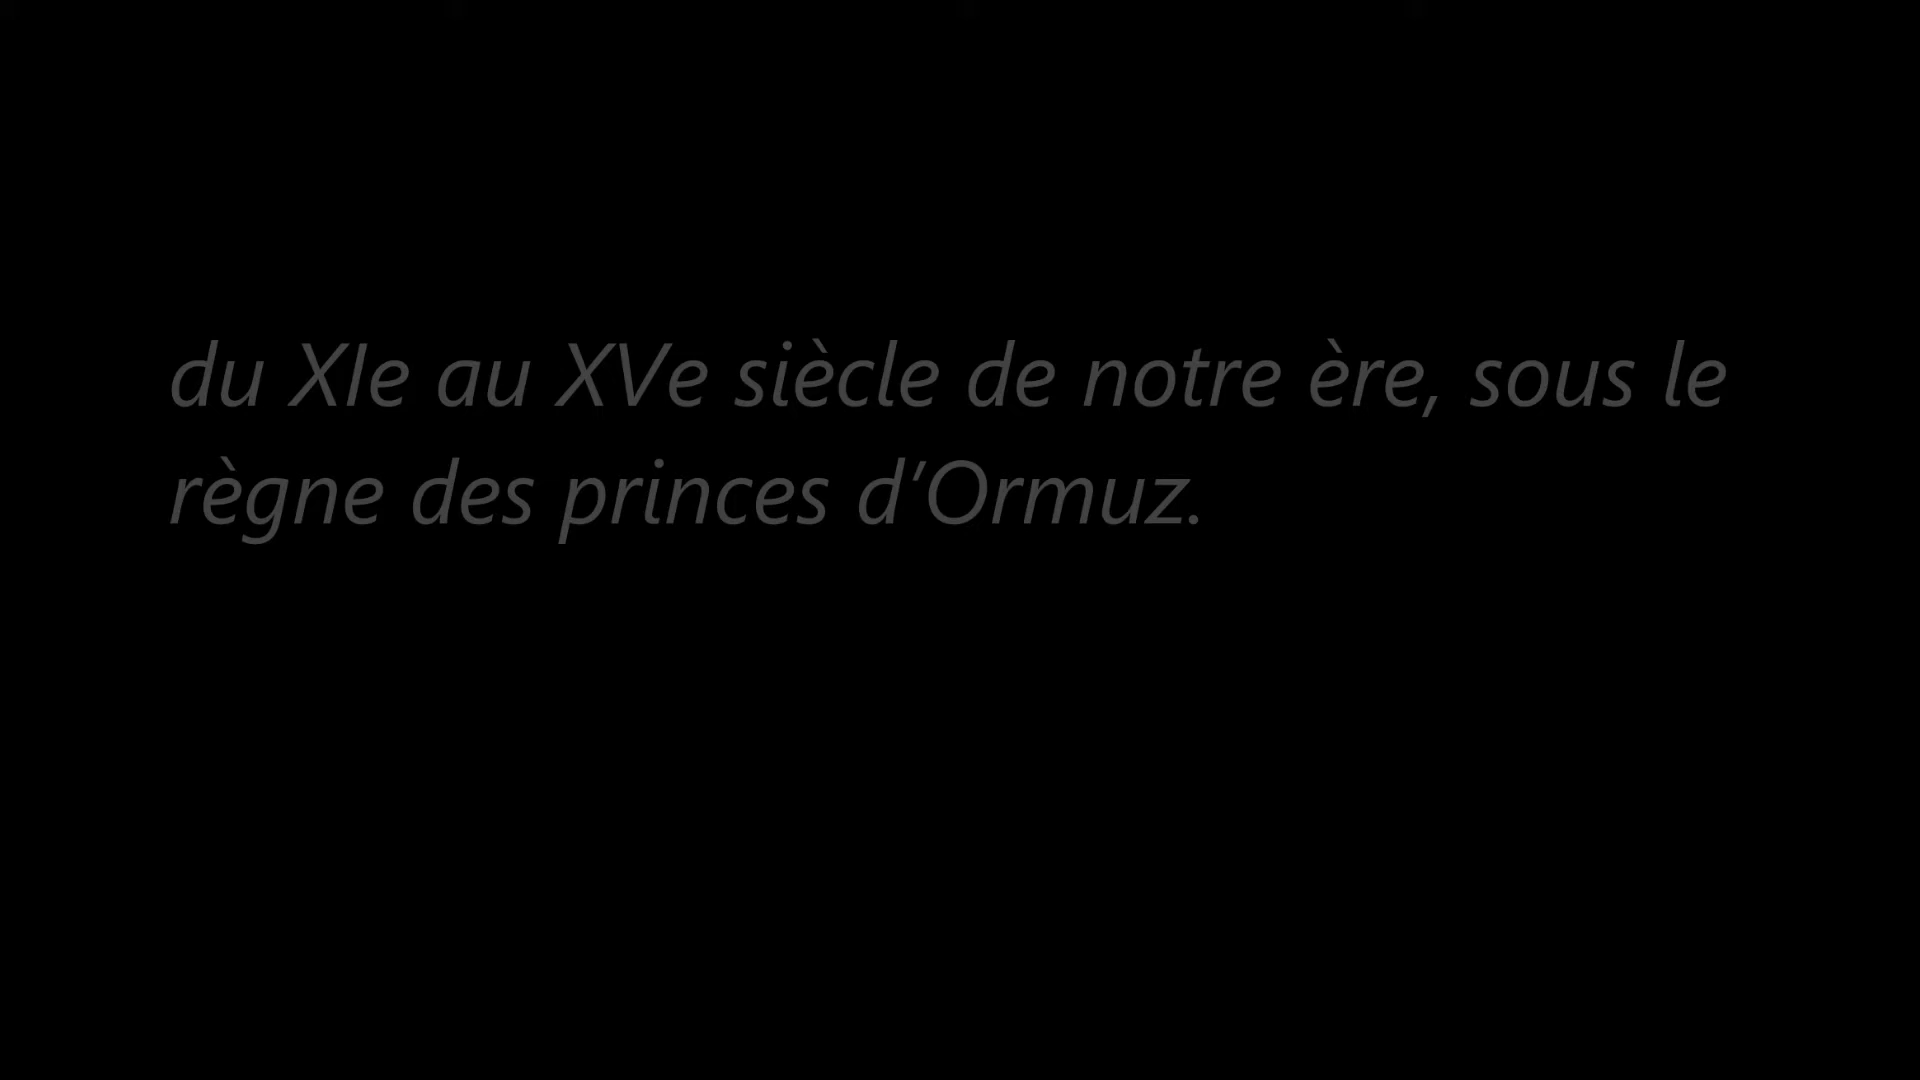 du XIe au XVe siècle de notre ère, sous le
règne des princes d’Ormuz.